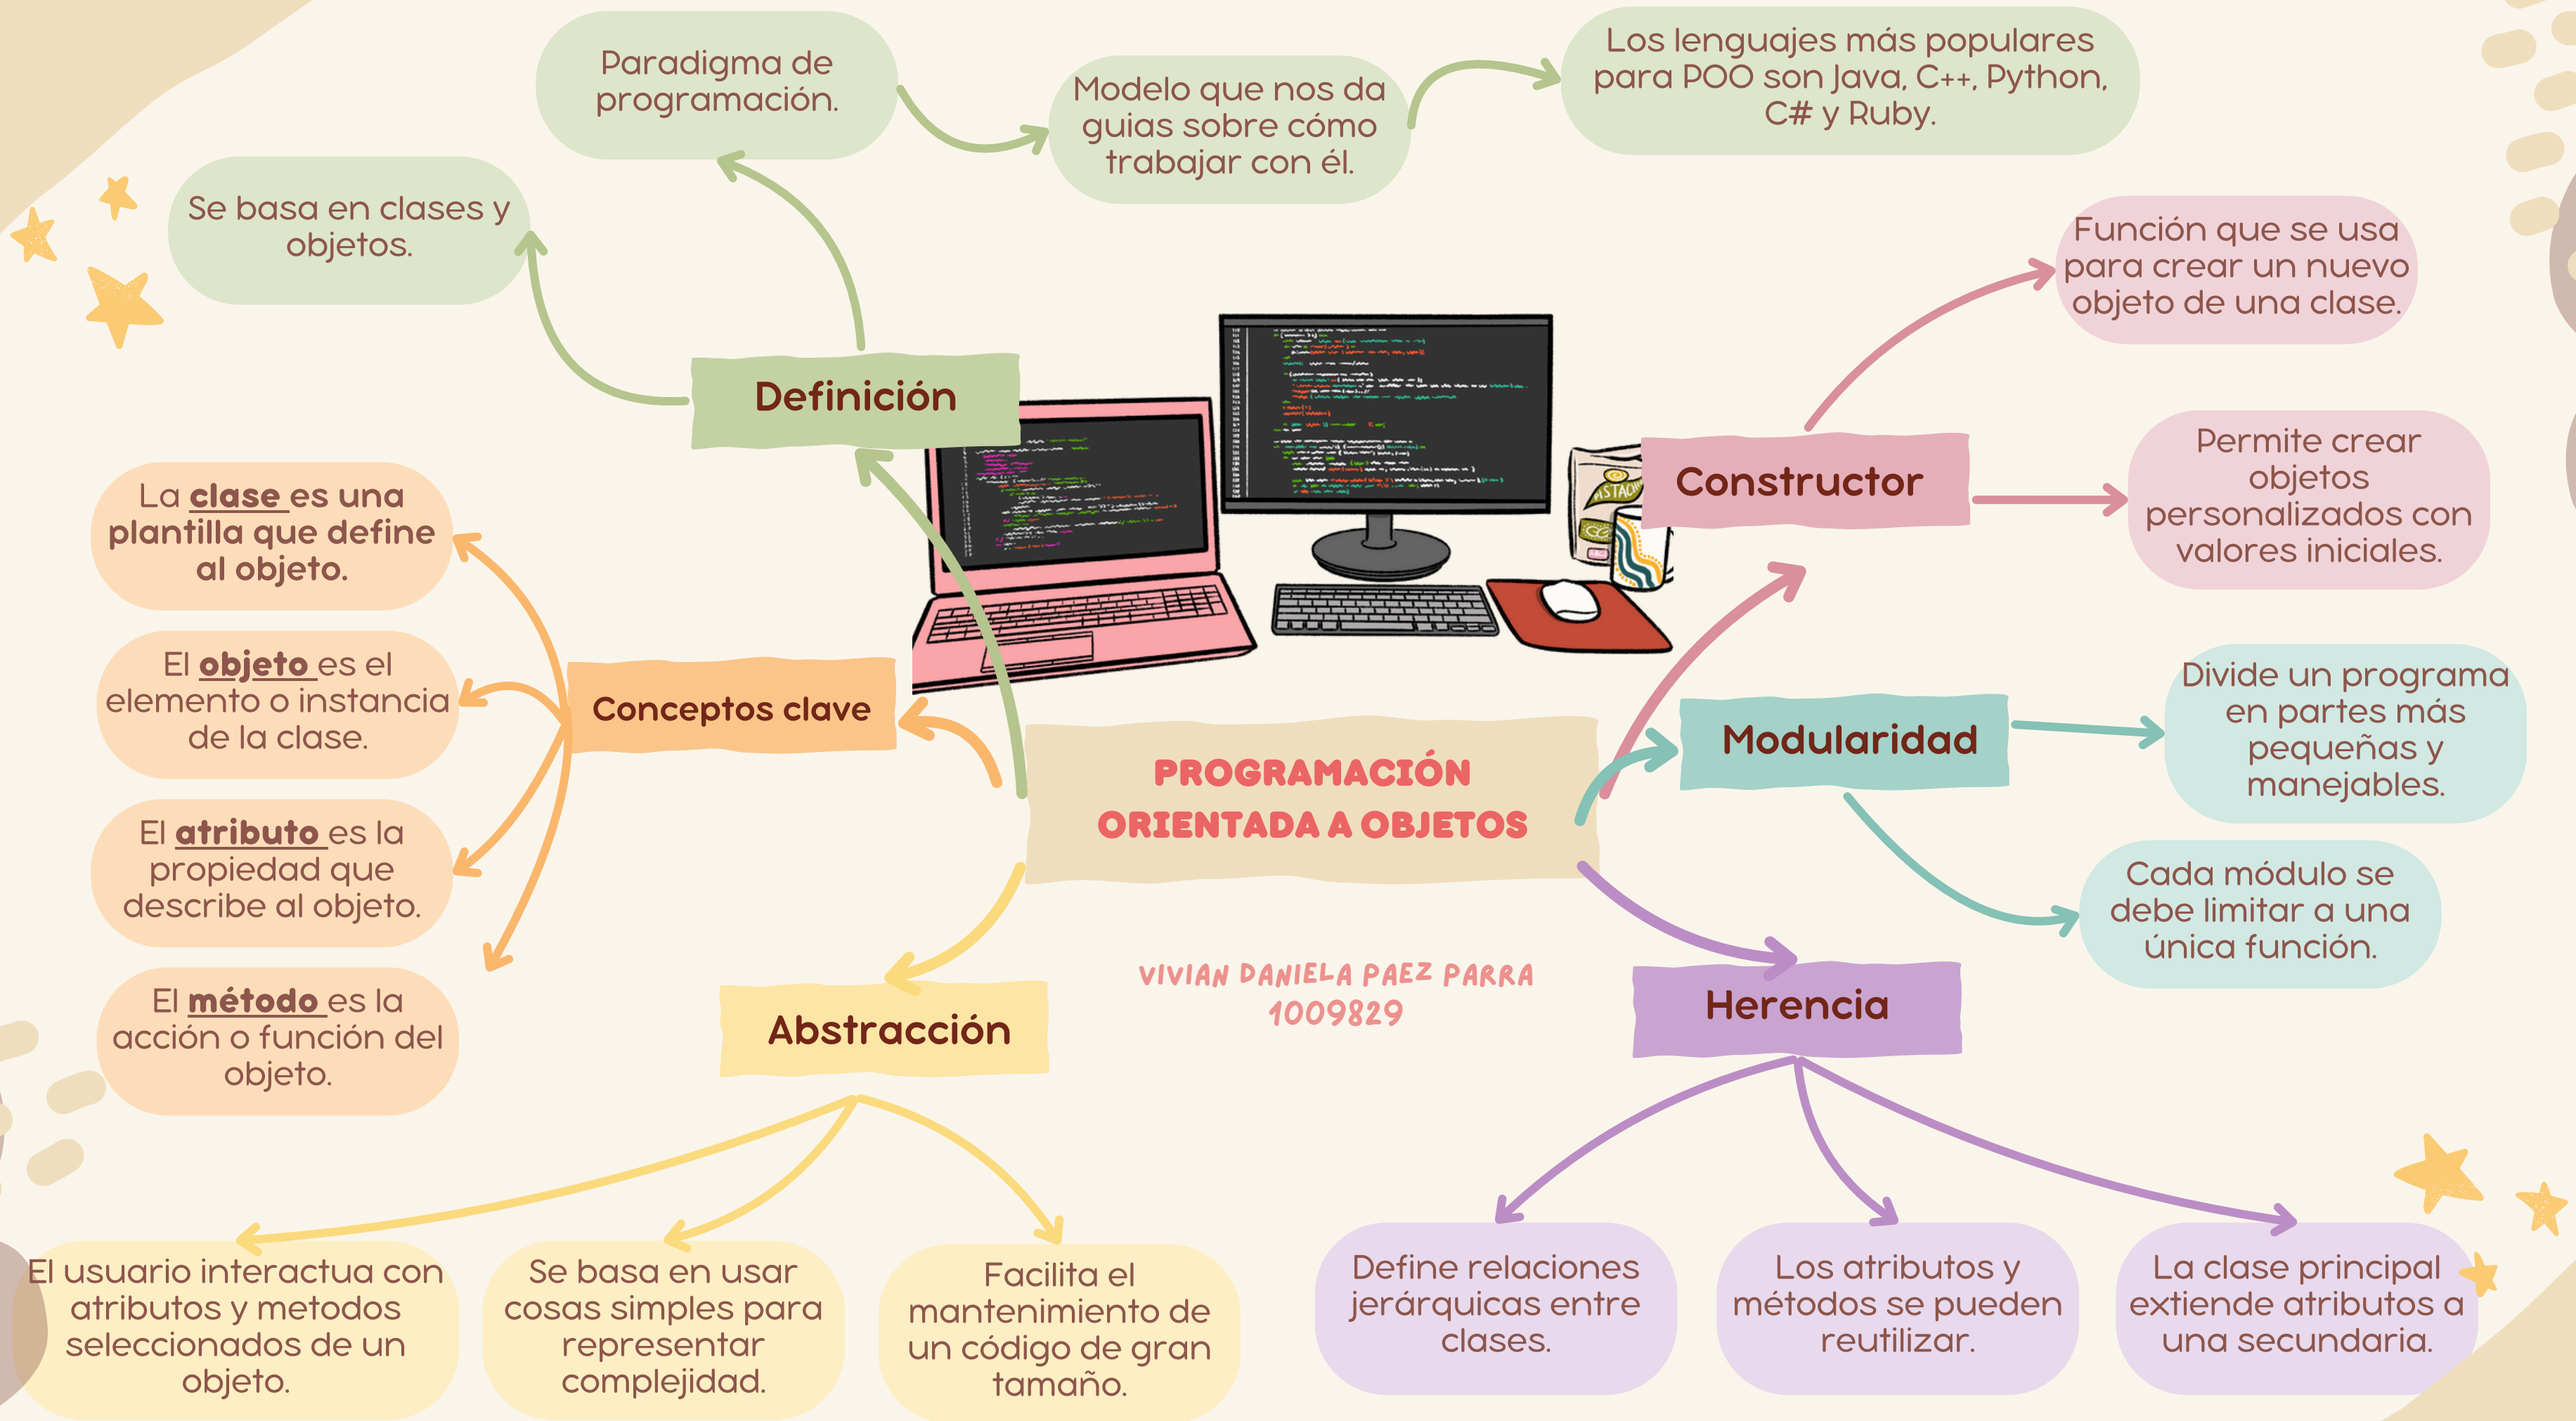 Paradigma de
programación.
Modelo que nos da
guias sobre cómo
trabajar con él.
Los lenguajes más populares
para POO son Java, C++, Python,
C# y Ruby.
Se basa en clases y
objetos.
Definición
Función que se usa
para crear un nuevo
objeto de una clase.
Constructor
Permite crear
objetos
personalizados con
valores iniciales.
La clase es una
plantilla que define
al objeto.
El objeto es el
elemento o instancia
de la clase.
El atributo es la
propiedad que
describe al objeto.
El método es la
acción o función del
objeto.
Conceptos clave
PROGRAMACIÓN
ORIENTADA A OBJETOS
Modularidad
Divide un programa
en partes más
pequeñas y
manejables.
Cada módulo se
debe limitar a una
única función.
VIVIAN DANIELA PAEZ PARRA
1009829
Abstracción
Herencia
El usuario interactua con
atributos y metodos
seleccionados de un
objeto.
Se basa en usar
cosas simples para
representar
complejidad.
Facilita el
mantenimiento de
un código de gran
tamaño.
Define relaciones
jerárquicas entre
clases.
Los atributos y
métodos se pueden
reutilizar.
La clase principal
extiende atributos a
una secundaria.